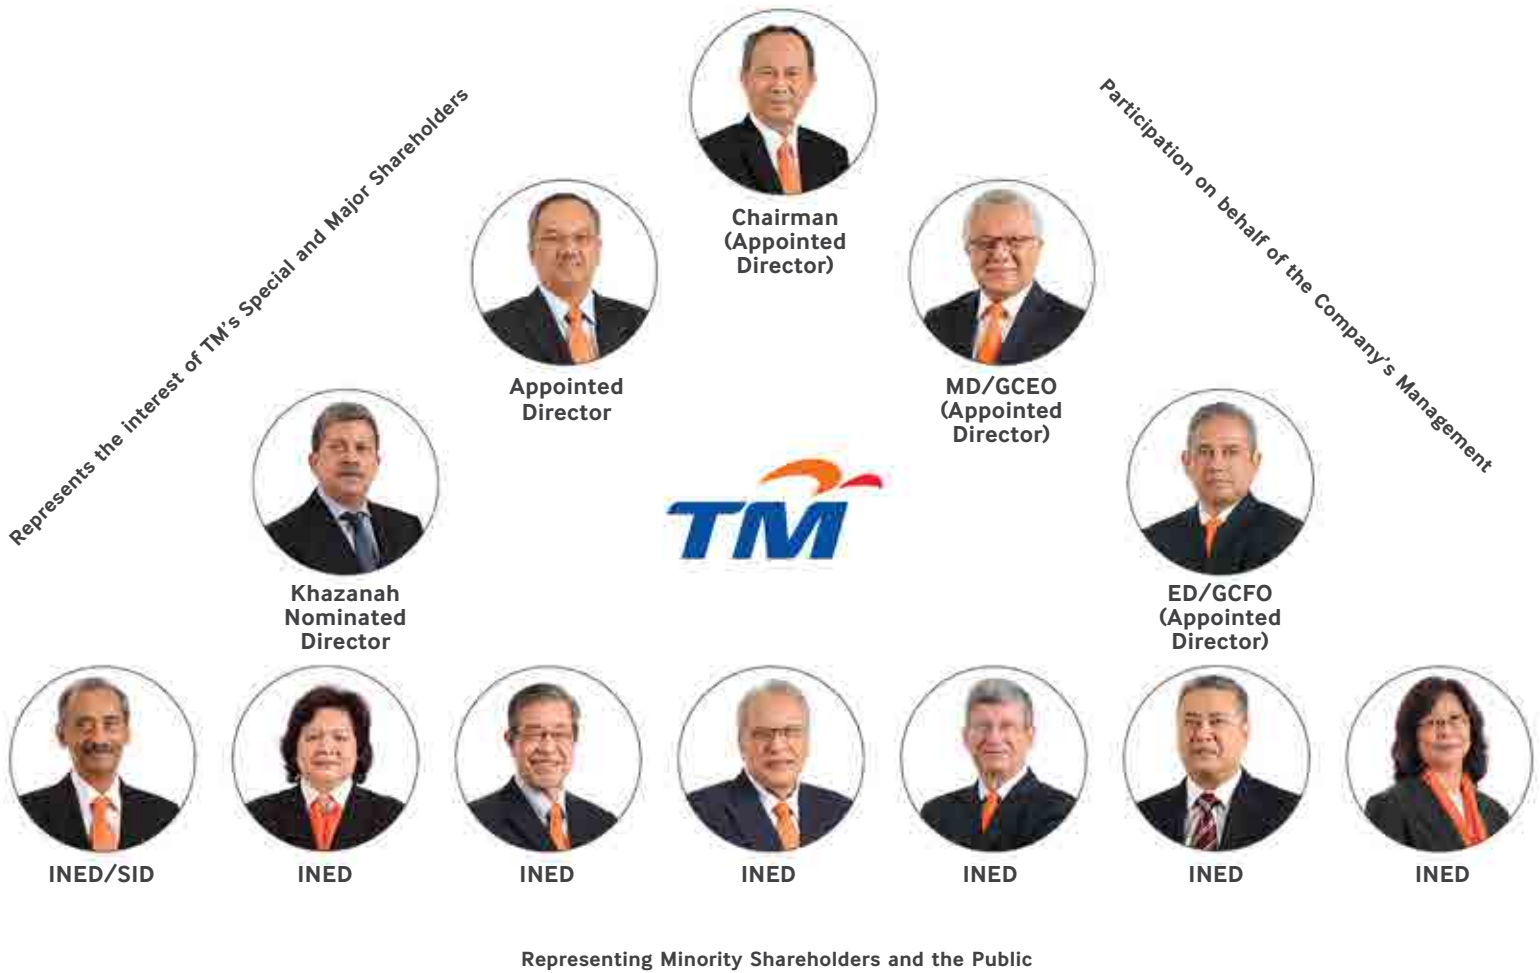 Represents the interest of TM's Special and Major Shareholders
Participation on behalf of the Company's Management
Chairman
(Appointed
Director)
Appointed
Director
MD/GCEO
(Appointed
Director)
TM
Khazanah
Nominated
Director
ED/GCFO
(Appointed
Director)
INED/SID
INED
INED
INED
INED
INED
INED
Representing Minority Shareholders and the Public